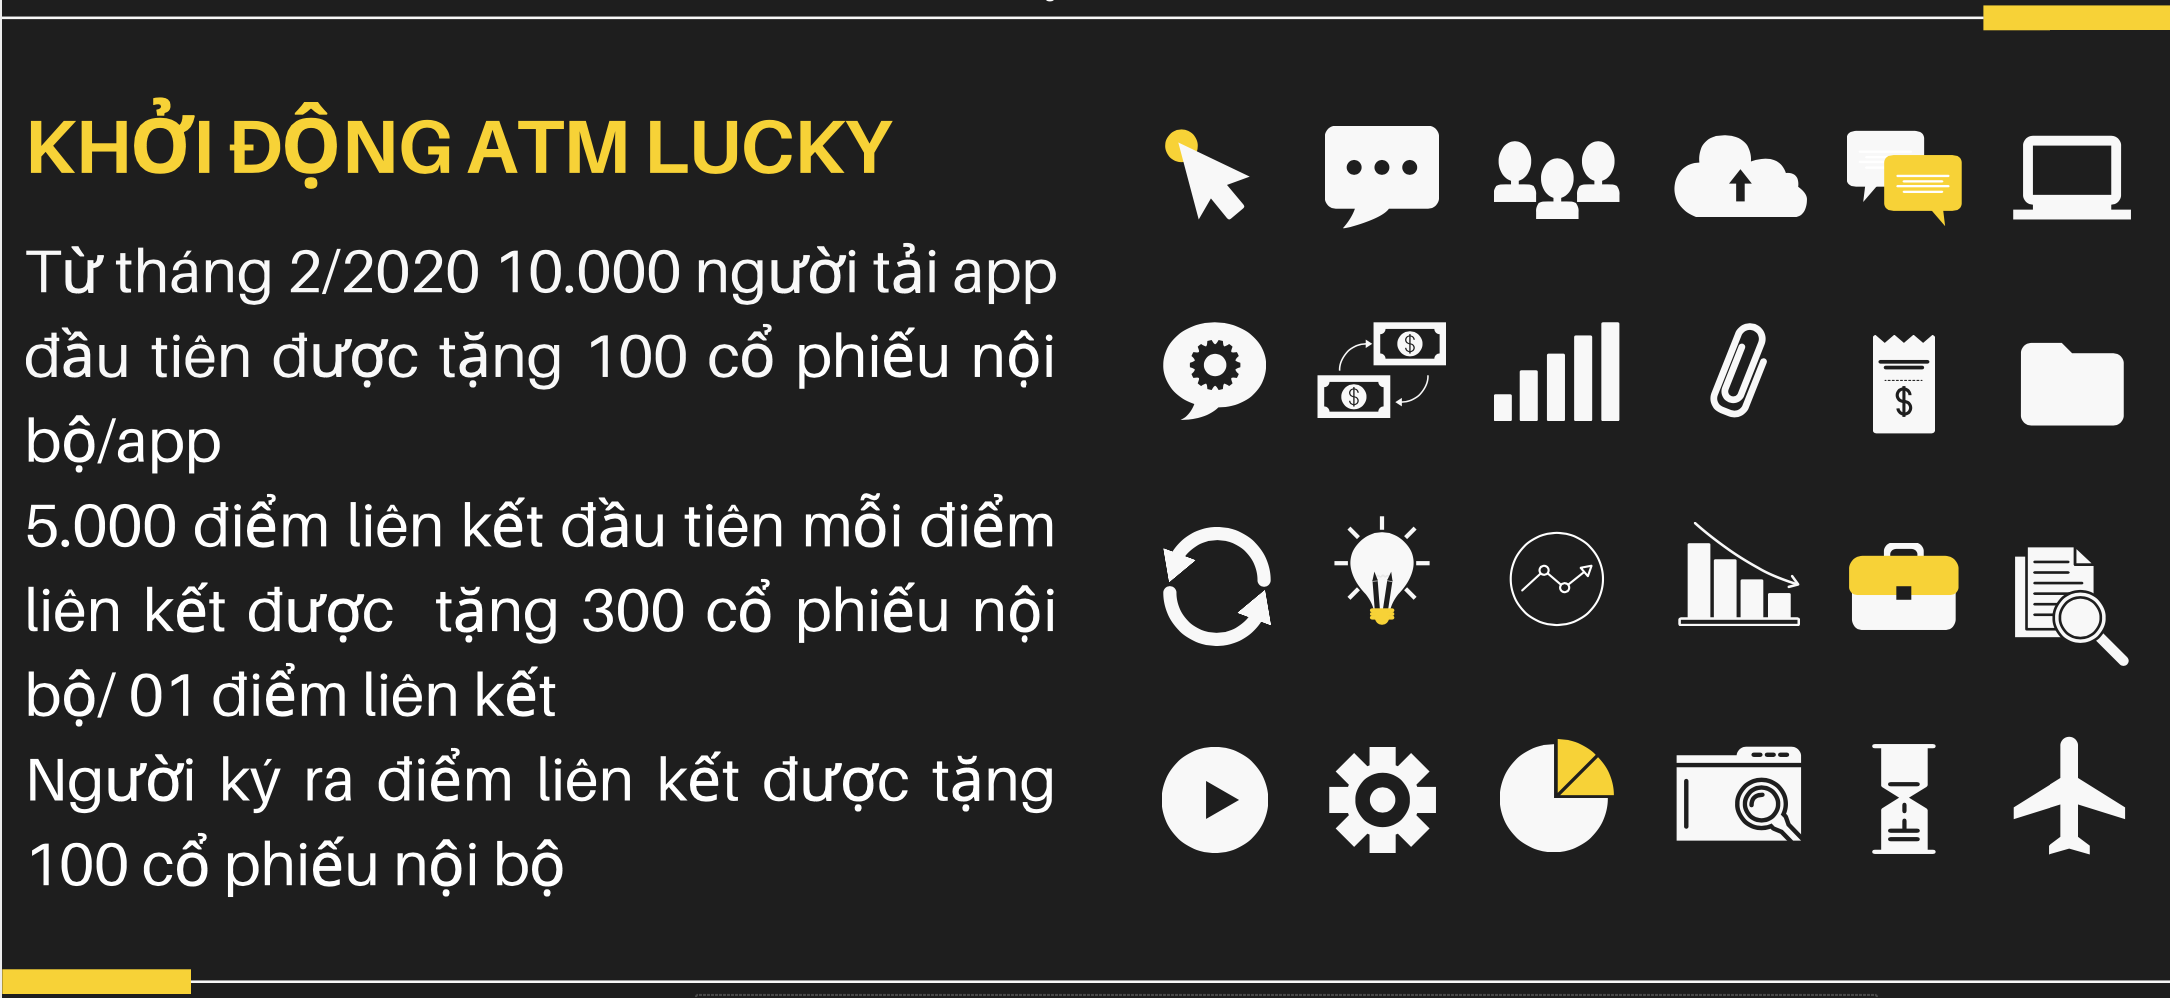 KHỞI ĐỘNG ATM LUCKY
Từ tháng 2/2020 10.000 người tải app
đầu tiên được tặng 100 cổ phiếu nội
bộ/app
5.000 điểm liên kết đầu tiên mỗi điểm
liên kết được tặng 300 cổ phiếu nội
bộ/ 01 điểm liên kết
Người ký ra điểm liên kết được tặng
100 cổ phiếu nội bộ